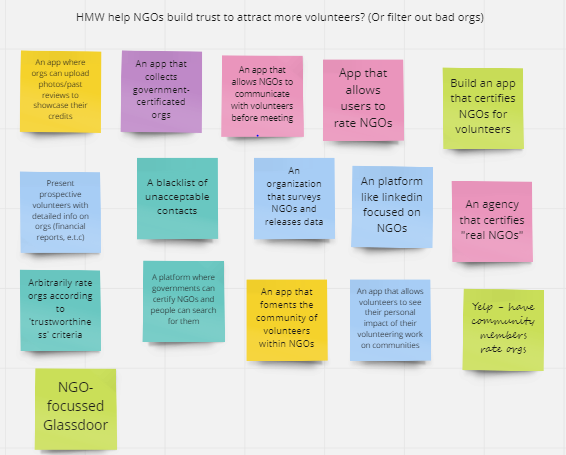 HMW help NGOs build trust to attract more volunteers? (Or filter out bad orgs)
An app where
orgs can upload
photos/past
reviews to
showcase their
credits
An app that
collects
government-
certificated
orgs
An app that
allows NGOs to
communicate
with volunteers
before meeting
.
App that
allows
users to
rate NGOs
Build an app
that certifies
NGOs for
volunteers
Present
prospective
volunteers with
detailed info on
orgs (financial
reports, e.t.c)
A blacklist of
unacceptable
contacts
An
organization
that surveys
NGOs and
releases data
An platform
like linkedin
focused on
NGOs
An agency
that certifies
"real NGOs"
Arbitrarily rate
orgs according
to
'trustworthine
ss' criteria
A platform where
governments can
certify NGOs and
people can search
for them
An app that
foments the
community of
volunteers
within NGOs
An app that allows
volunteers to see
their personal
impact of their
volunteering work
on communities
Yelp - have
community
members
rate orgs
NGO-
focussed
Glassdoor